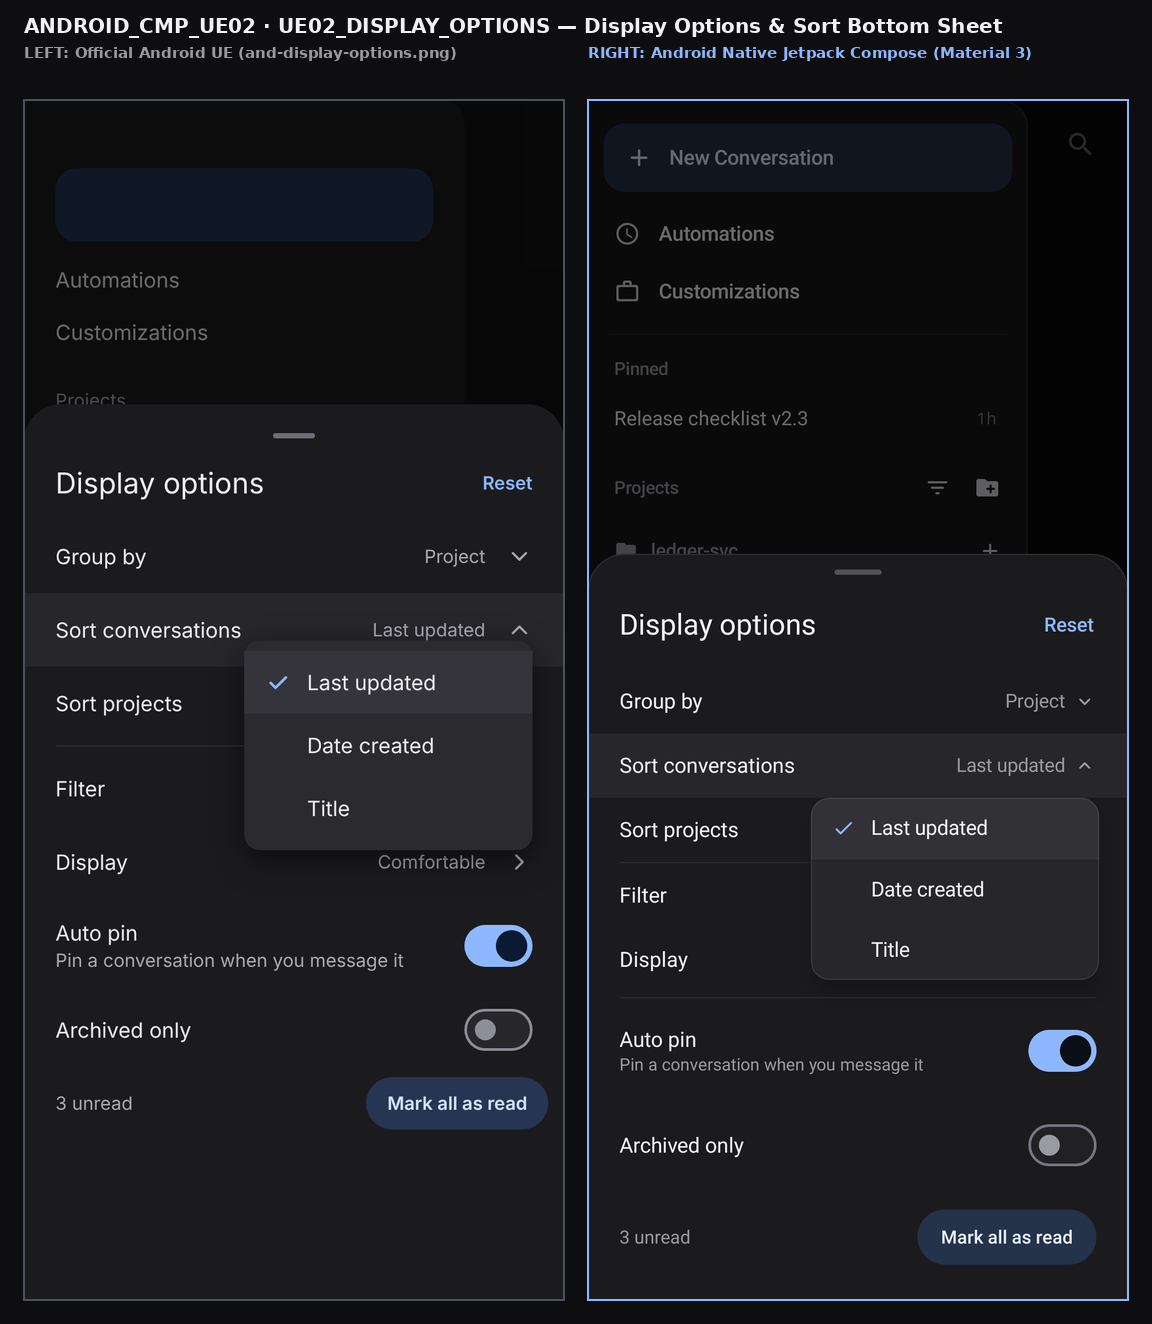 ANDROID_CMP_UE02 · UE02_DISPLAY_OPTIONS — Display Options & Sort Bottom Sheet
LEFT: Official Android UE (and-display-options.png)
RIGHT: Android Native Jetpack Compose (Material 3)
Automations
Customizations
Projects
Display options
Reset
Group by
Project
Sort conversations
Last updated
Sort projects
Last updated
Date created
Title
Filter
Display
Comfortable
Auto pin
Pin a conversation when you message it
Archived only
3 unread
Mark all as read
New Conversation
Automations
Customizations
Pinned
Release checklist v2.3
1h
Projects
ledger-svc
Display options
Reset
Group by
Project
Sort conversations
Last updated
Sort projects
Last updated
Date created
Title
Filter
Display
Auto pin
Pin a conversation when you message it
Archived only
3 unread
Mark all as read